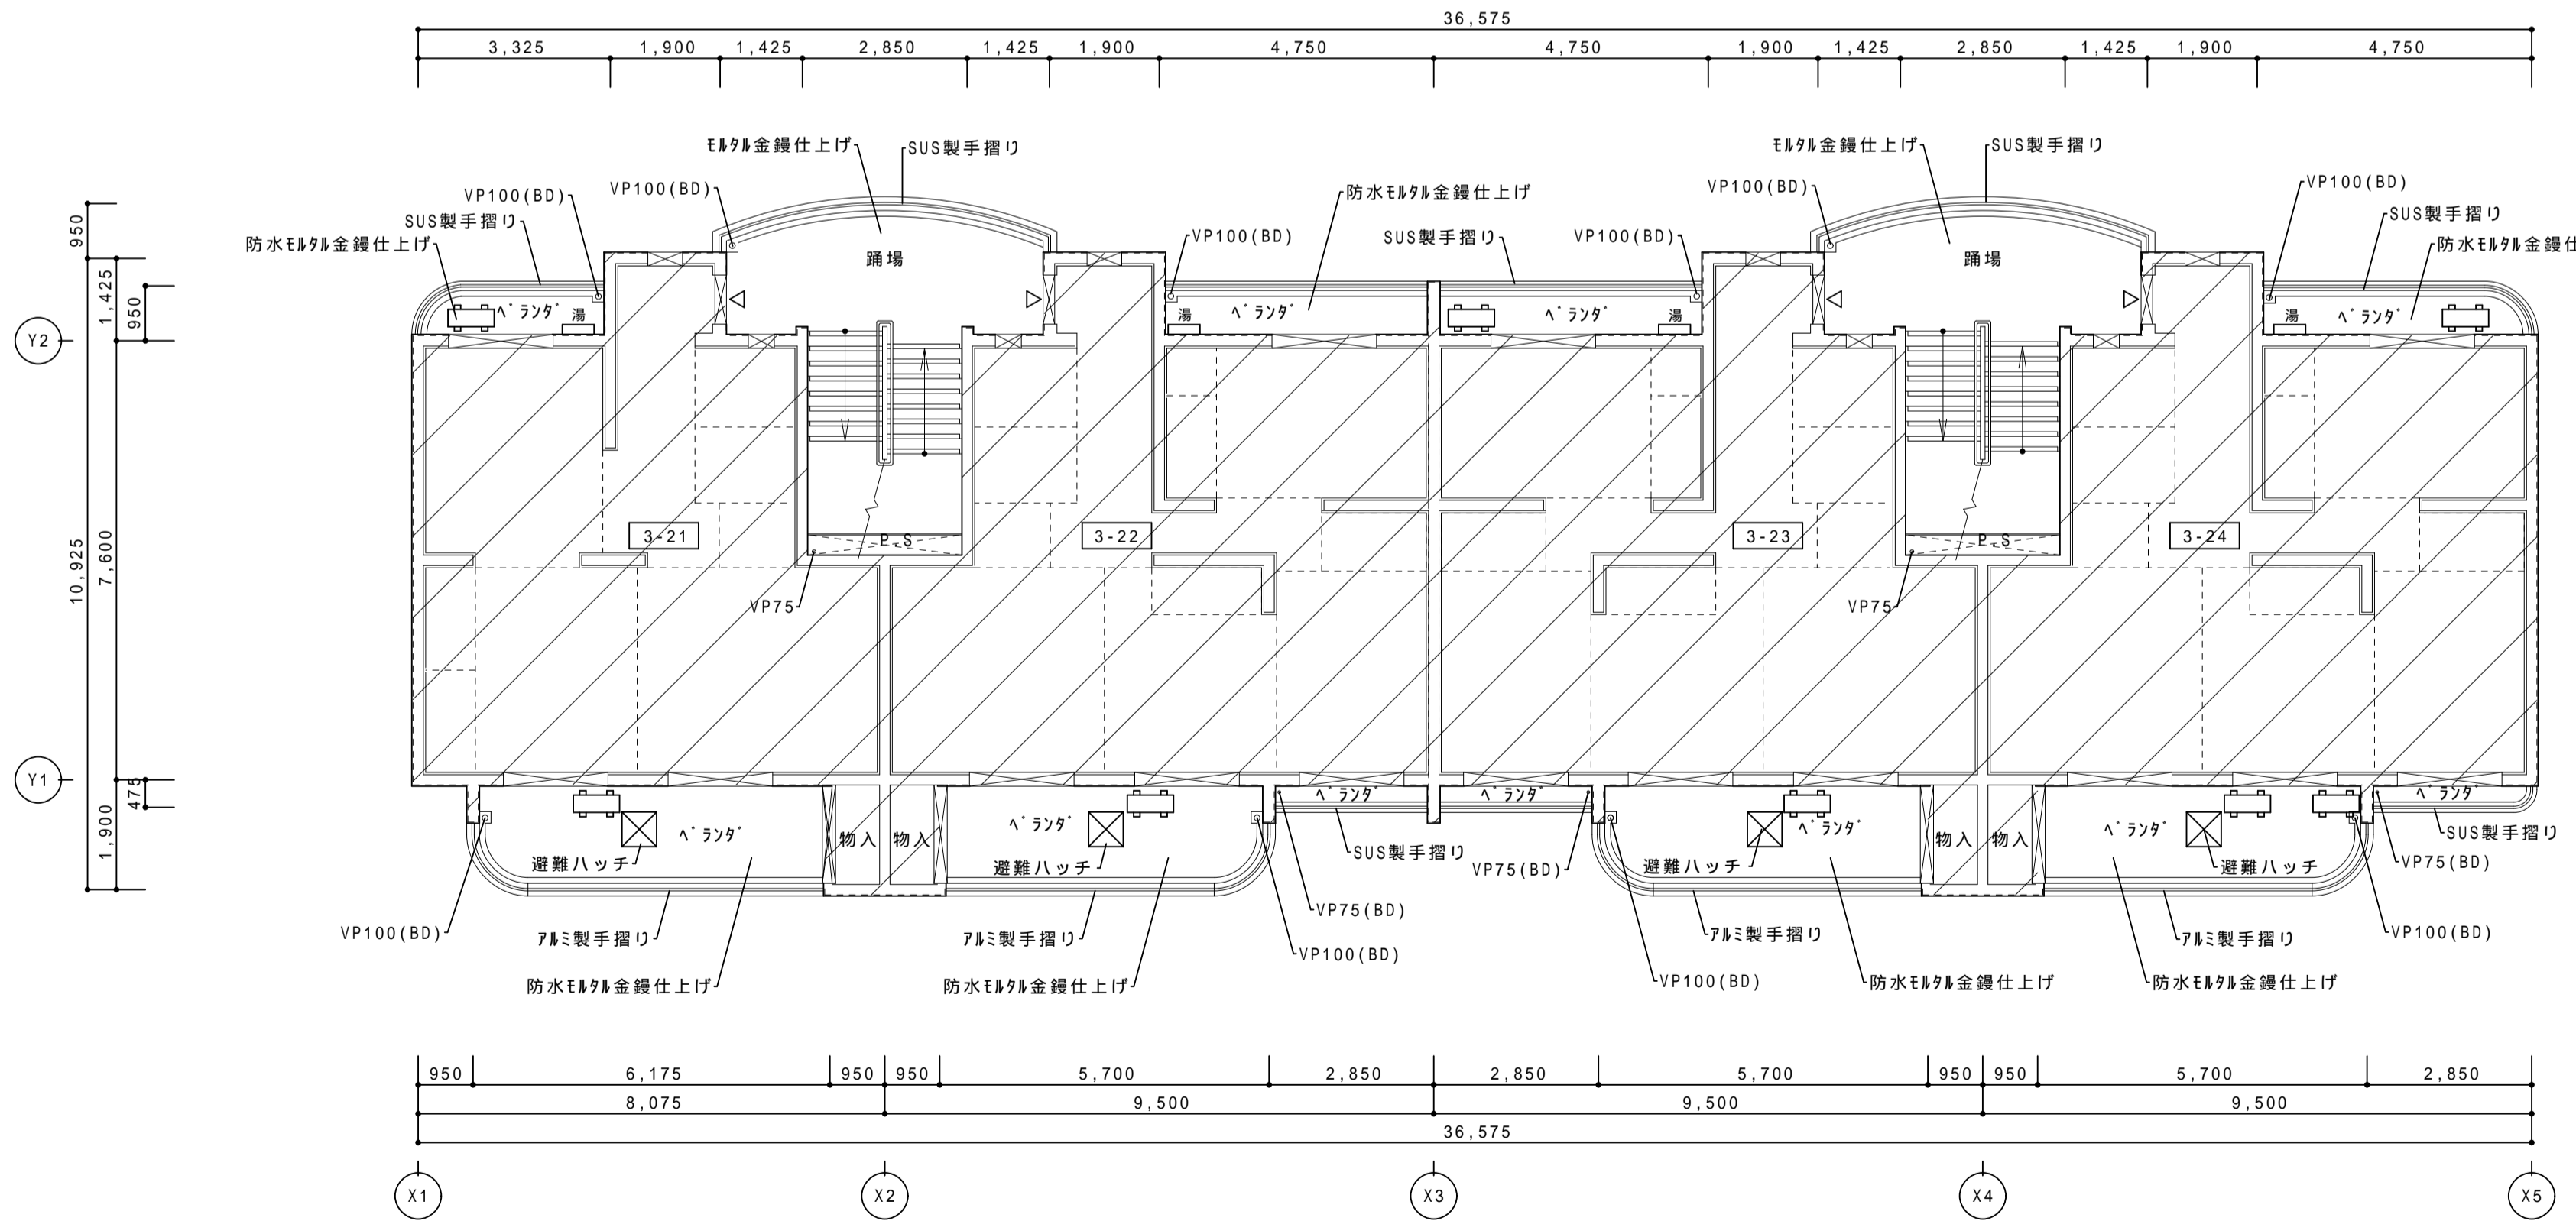 36,575
3,325 1,900 1,425 2,850 1,425 1,900 4,750 4,750 1,900 1,425 2,850 1,425 1,900 4,750
ﾓﾙﾀﾙ金鏝仕上げ SUS製手摺り ﾓﾙﾀﾙ金鏝仕上げ SUS製手摺り
VP100(BD) VP100(BD) 防水ﾓﾙﾀﾙ金鏝仕上げ VP100(BD) VP100(BD)
SUS製手摺り SUS製手摺り
防水ﾓﾙﾀﾙ金鏝仕上げ VP100(BD) SUS製手摺り VP100(BD) 防水ﾓﾙﾀﾙ金鏝仕
踊場 踊場
950
1,425
950
ﾍﾞﾗﾝﾀﾞ 湯 湯 ﾍﾞﾗﾝﾀﾞ ﾍﾞﾗﾝﾀﾞ 湯 湯 ﾍﾞﾗﾝﾀﾞ
Y2
3-21 P.S 3-22 3-23 P.S 3-24
10,925
7,600
VP75 VP75
Y1
475
1,900
ﾍﾞﾗﾝﾀﾞ ﾍﾞﾗﾝﾀﾞ ﾍﾞﾗﾝﾀﾞ
ﾍﾞﾗﾝﾀﾞ 物入 物入 ﾍﾞﾗﾝﾀﾞ ﾍﾞﾗﾝﾀﾞ 物入 物入 ﾍﾞﾗﾝﾀﾞ SUS製手摺り
避難ハッチ 避難ハッチ SUS製手摺り VP75(BD) 避難ハッチ 避難ハッチ VP75(BD)
VP75(BD)
VP100(BD) ｱﾙﾐ製手摺り ｱﾙﾐ製手摺り VP100(BD) ｱﾙﾐ製手摺り ｱﾙﾐ製手摺り VP100(BD)
防水ﾓﾙﾀﾙ金鏝仕上げ 防水ﾓﾙﾀﾙ金鏝仕上げ VP100(BD) 防水ﾓﾙﾀﾙ金鏝仕上げ 防水ﾓﾙﾀﾙ金鏝仕上げ
950 6,175 950 950 5,700 2,850 2,850 5,700 950 950 5,700 2,850
8,075 9,500 9,500 9,500
36,575
X1 X2 X3 X4 X5